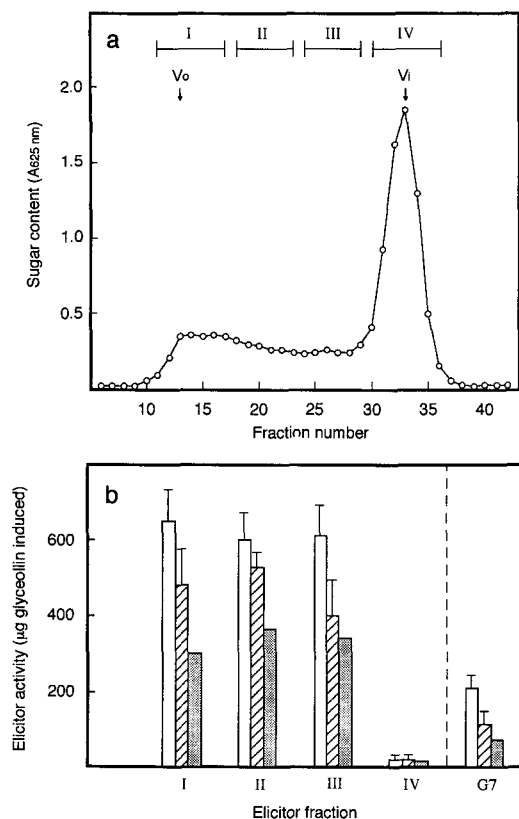 a
I II III IV
Vo Vi
2.0
1.5
1.0
0.5
Sugar content (A625 nm)
10 20 30 35 40
Fraction number
b
600
400
200
Elicitor activity (µg glyceollin induced)
I II III IV G7
Elicitor fraction